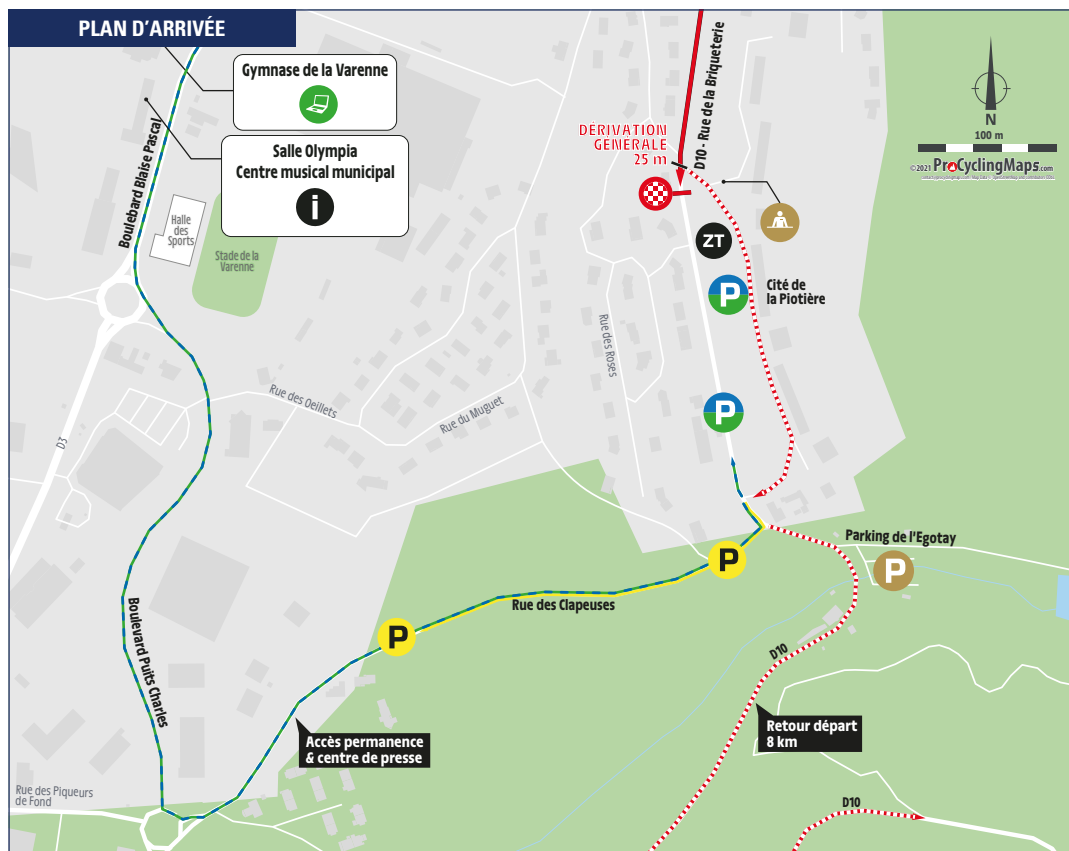 PLAN D'ARRIVÉE
Gymnase de la Varenne
Salle Olympia
Centre musical municipal
i
Boulebard Blaise Pascal
Halle
des
Sports
Stade de la
Varenne
DÉRIVATION
GÉNÉRALE
25 m
D10 - Rue de la Briqueterie
N
100 m
©2021 ProCyclingMaps.com
ZT
P
Cité de
la Piotière
Rue des Roses
P
Rue des Oeillets
Rue du Muguet
D3
Parking de l'Egotay
P
P
Rue des Clapeuses
P
Boulevard Puits Charles
D10
Accès permanence
& centre de presse
Retour départ
8 km
Rue des Piqueurs
de Fond
D10